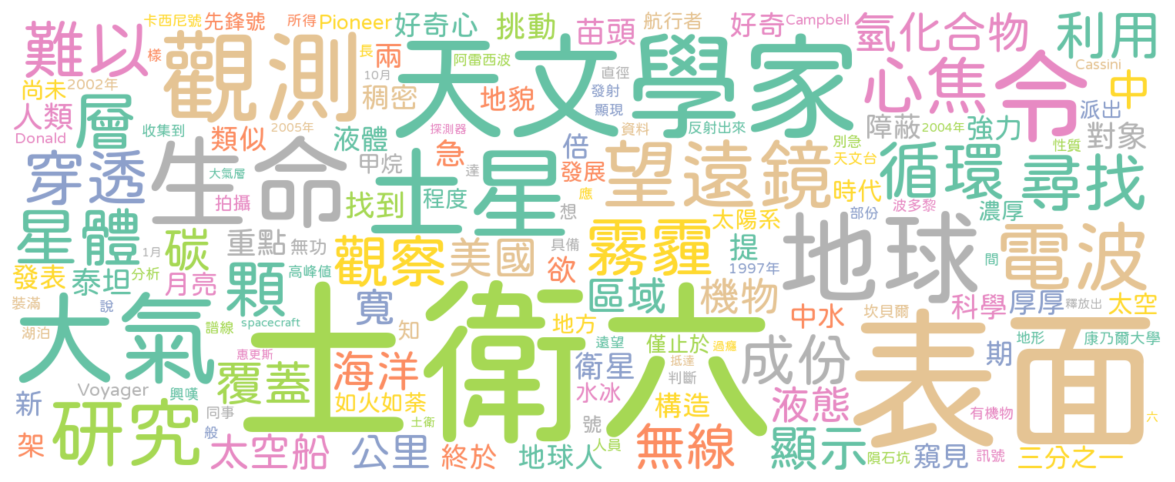 卡西尼號 先鋒號 所得 Pioneer 好奇心 挑動 苗頭 航行者 好奇 Campbell 氫化合物 利用
難以 樣 觀測 長 兩 天文學家 阿雷西波 直徑 心焦 令 Cassini 中
尚未 2002年 層 10月 稠密 地貌 發射 顯現 派出
人類 Donald 收集到 類似 2005年 液體 探測器 急 倍 資料 反射出來 別急 障蔽 2004年 強力 對象
穿透 大氣層 生命 甲烷 土星 達 發展 望遠鏡 應 天文台 性質 循環 尋找
拍攝 找到 程度 想 太陽系 時代 部份 波多黎 濃厚
星體 碳 1月 重點 無功 觀察 美國 具備 霧霾 提 1997年 地球 間 電波
發表 泰坦 分析 月亮 顆 高峰値 欲 區域 機物 坎貝爾 科學 厚厚 釋放出 太空
裝滿 說 大氣 spacecraft 寬 知 地方 遠望 中水 地形 康乃爾大學
湖泊 譜線 惠更斯 土衛六 僅止於 過癮 成份 期 表面
Voyager 興嘆 覆蓋 海洋 衛星 抵達 判斷
新 研究 同事 如火如荼 水冰 構造 液態 有機物 六
架 般 太空船 土衛 公里 終於 地球人 號 人員 無線 顯示 隕石坑 窺見 訊號 三分之一